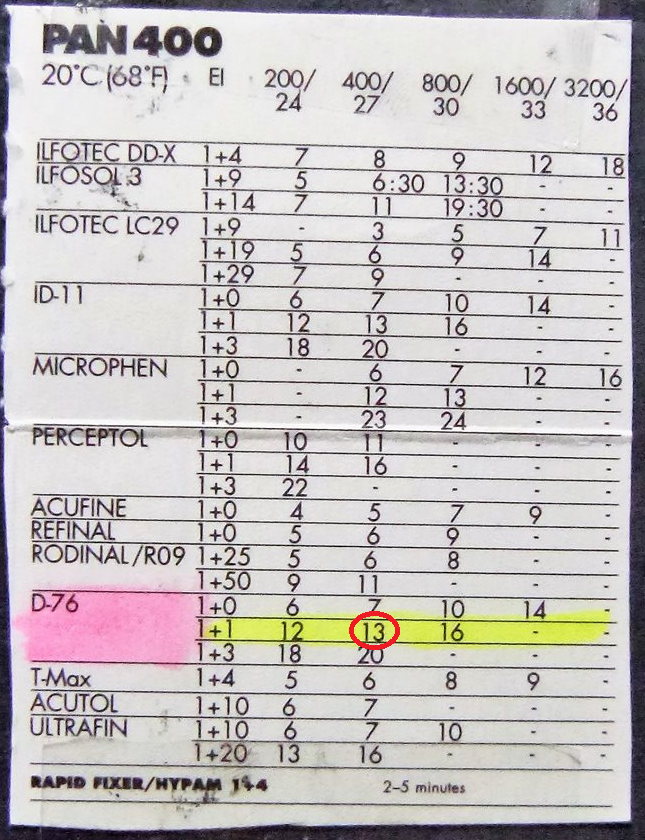 PAN 400
20°C (68°F) EI 200/24 400/27 800/30 1600/33 3200/36
ILFOTEC DD-X 1+4 7 8 9 12 18
ILFOSOL 3 1+9 5 6:30 13:30 - -
1+14 7 11 19:30 - -
ILFOTEC LC29 1+9 - 3 5 7 11
1+19 5 6 9 14 -
1+29 7 9 - - -
ID-11 1+0 6 7 10 14 -
1+1 12 13 16 - -
1+3 18 20 - - -
MICROPHEN 1+0 - 6 7 12 16
1+1 - 12 13 - -
1+3 - 23 24 - -
PERCEPTOL 1+0 10 11 - - -
1+1 14 16 - - -
1+3 22 - - - -
ACUFINE 1+0 4 5 7 9 -
REFINAL 1+0 5 6 9 - -
RODINAL/R09 1+25 5 6 8 - -
1+50 9 11 - - -
D-76 1+0 6 7 10 14 -
1+1 12 13 16 - -
1+3 18 20 - - -
T-Max 1+4 5 6 8 9 -
ACUTOL 1+10 6 7 - - -
ULTRAFIN 1+10 6 7 10 - -
1+20 13 16 - - -
RAPID FIXER/HYPAM 1+4 2-5 minutes